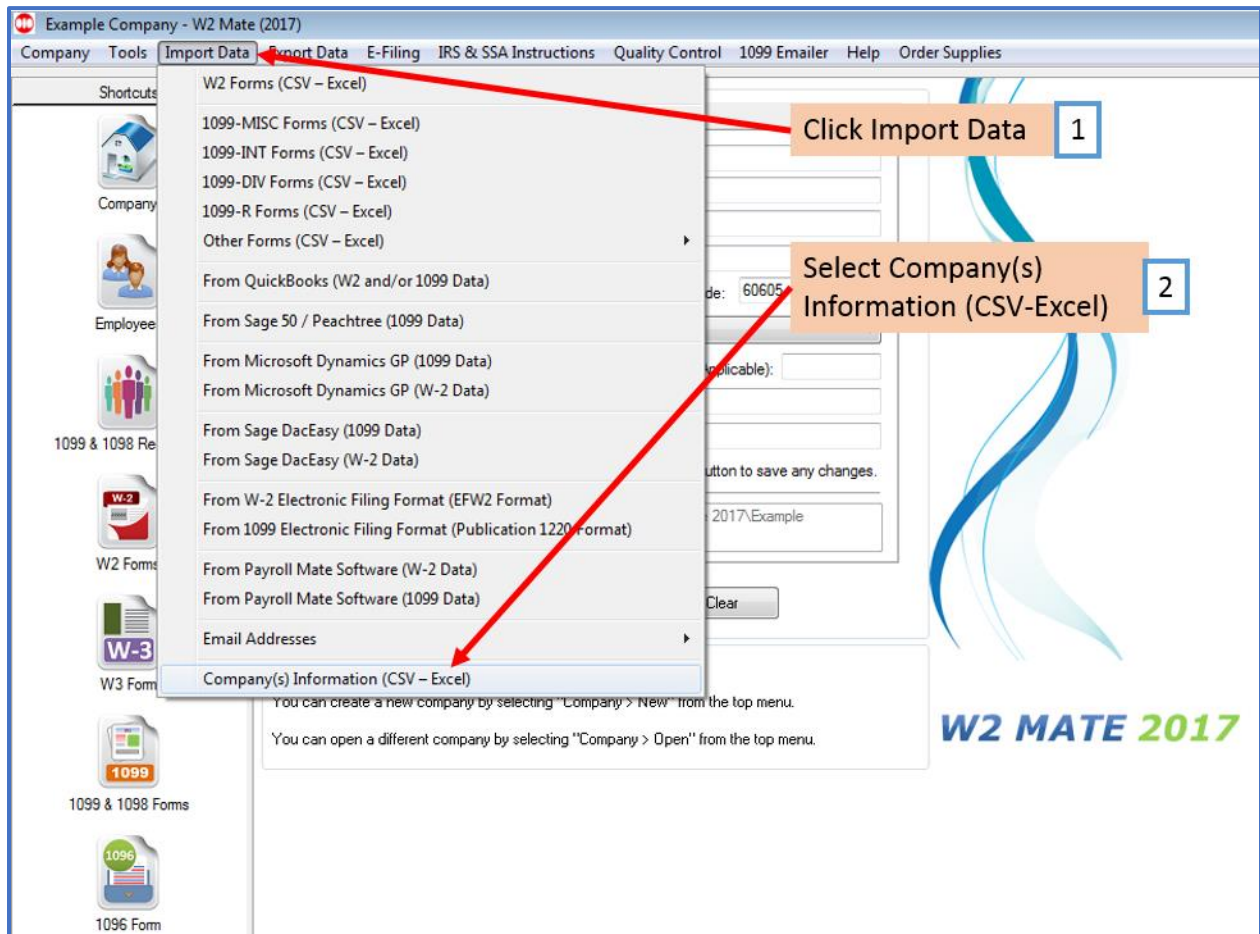 Example Company - W2 Mate (2017)
Company Tools Import Data Export Data E-Filing IRS & SSA Instructions Quality Control 1099 Emailer Help Order Supplies
Shortcuts
Company
Employee
1099 & 1098 Re
W-2
W2 Forms
W-3
W3 Form
1099
1099 & 1098 Forms
1096
1096 Form
W2 Forms (CSV – Excel)
1099-MISC Forms (CSV – Excel)
1099-INT Forms (CSV – Excel)
1099-DIV Forms (CSV – Excel)
1099-R Forms (CSV – Excel)
Other Forms (CSV – Excel)
From QuickBooks (W2 and/or 1099 Data)
From Sage 50 / Peachtree (1099 Data)
From Microsoft Dynamics GP (1099 Data)
From Microsoft Dynamics GP (W-2 Data)
From Sage DacEasy (1099 Data)
From Sage DacEasy (W-2 Data)
From W-2 Electronic Filing Format (EFW2 Format)
From 1099 Electronic Filing Format (Publication 1220 Format)
From Payroll Mate Software (W-2 Data)
From Payroll Mate Software (1099 Data)
Email Addresses
Company(s) Information (CSV – Excel)
Click Import Data 1
Select Company(s)
Information (CSV-Excel) 2
de: 60605
Applicable):
utton to save any changes.
2017\Example
Clear
You can create a new company by selecting "Company > New" from the top menu.
You can open a different company by selecting "Company > Open" from the top menu.
W2 MATE 2017